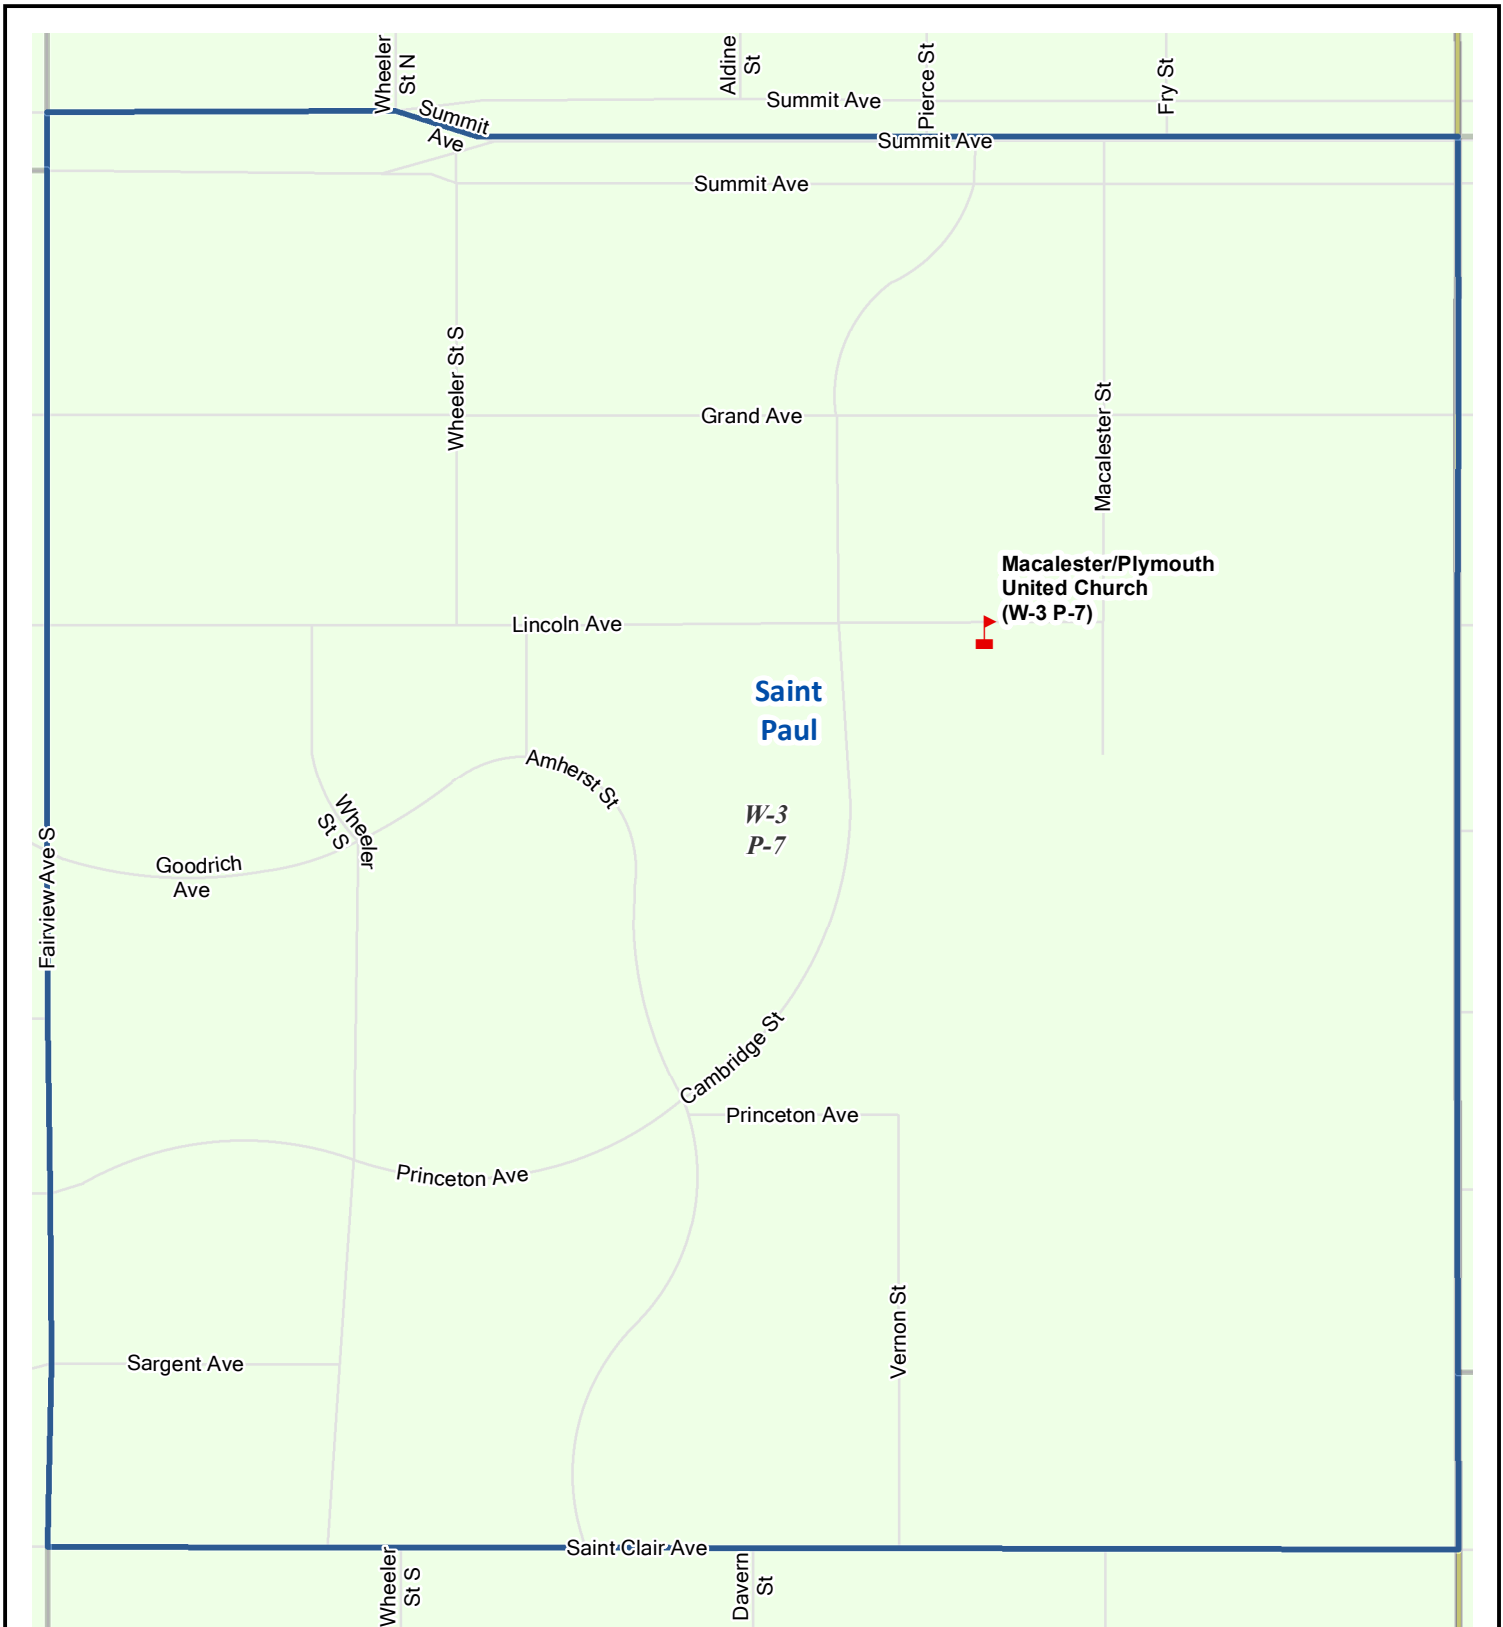 Wheeler
St N
Aldine
St
Pierce St
Fry St
Summit Ave
Summit
Ave
Summit Ave
Summit Ave
Wheeler St S
Grand Ave
Macalester St
Macalester/Plymouth
United Church
(W-3 P-7)
Lincoln Ave
Saint
Paul
Amherst St
Wheeler
St S
W-3
P-7
Goodrich
Ave
Fairview Ave S
Cambridge St
Princeton Ave
Princeton Ave
Vernon St
Sargent Ave
Saint Clair Ave
Wheeler
St S
Davern
St